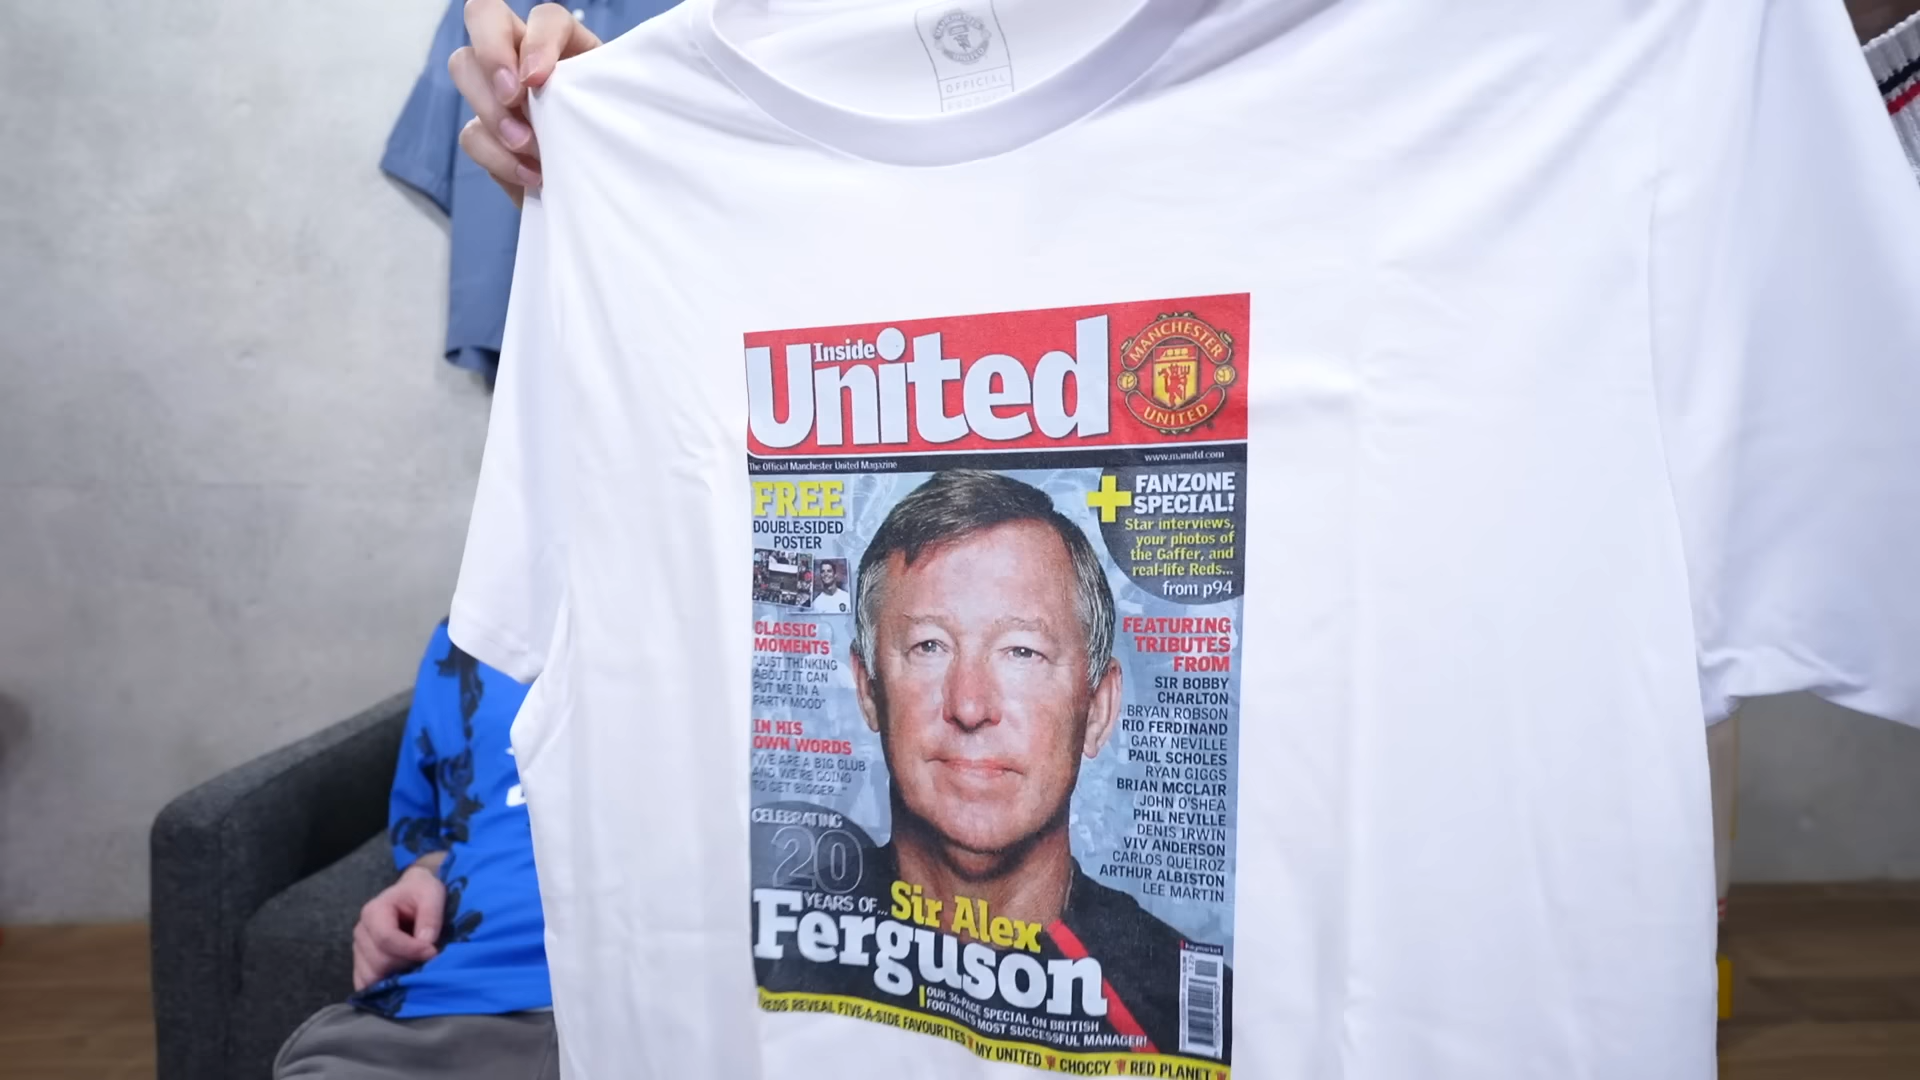 MANCHESTER
UNITED
OFFICIAL
PRODUCT
Inside
United
MANCHESTER
UNITED
The Official Manchester United Magazine
www.manutd.com
FREE
DOUBLE-SIDED
POSTER
FANZONE
SPECIAL!
Star interviews,
your photos of
the Gaffer, and
real-life Reds...
from p94
CLASSIC
MOMENTS
"JUST THINKING
ABOUT IT CAN
PUT ME IN A
PARTY MOOD"
IN HIS
OWN WORDS
"WE ARE A BIG CLUB
AND WE'RE GOING
TO GET BIGGER..."
FEATURING
TRIBUTES
FROM
SIR BOBBY
CHARLTON
BRYAN ROBSON
RIO FERDINAND
GARY NEVILLE
PAUL SCHOLES
RYAN GIGGS
BRIAN MCCLAIR
JOHN O'SHEA
PHIL NEVILLE
DENIS IRWIN
VIV ANDERSON
CARLOS QUEIROZ
ARTHUR ALBISTON
LEE MARTIN
CELEBRATING
20
YEARS OF...
Sir Alex
Ferguson
OUR 36-PAGE SPECIAL ON BRITISH
FOOTBALL'S MOST SUCCESSFUL MANAGER!
haymarket
REDS REVEAL FIVE-A-SIDE FAVOURITES MY UNITED CHOCCY RED PLANET